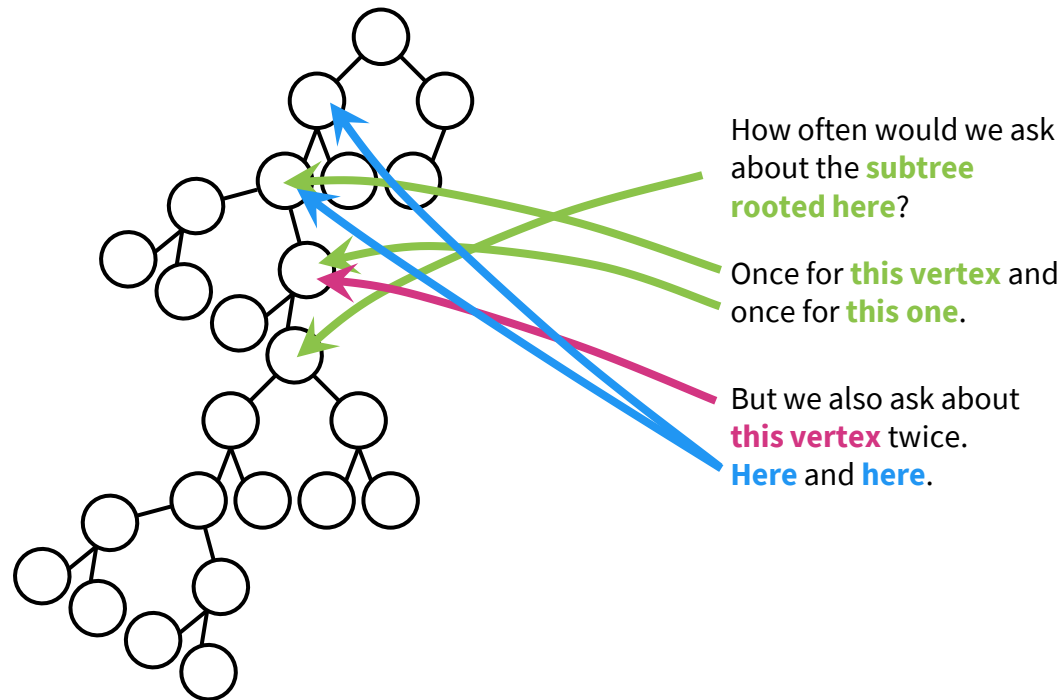 How often would we ask
about the subtree
rooted here?
Once for this vertex and
once for this one.
But we also ask about
this vertex twice.
Here and here.